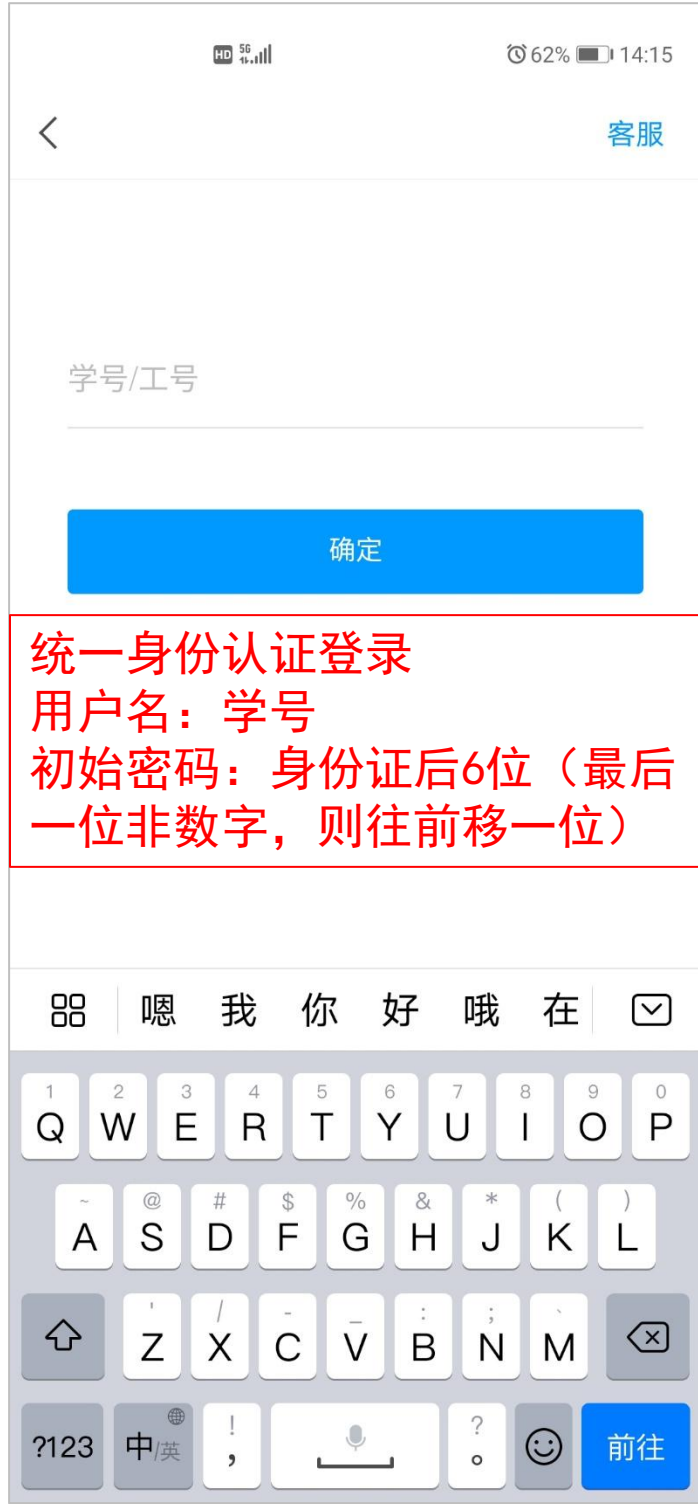 HD 5G 62% 14:15
客服
学号/工号
确定
统一身份认证登录
用户名：学号
初始密码：身份证后6位（最后
一位非数字，则往前移一位）
嗯 我 你 好 哦 在
1 2 3 4 5 6 7 8 9 0
Q W E R T Y U I O P
~ @ # $ % & * ( )
A S D F G H J K L
' / - _ : ; `
Z X C V B N M
! ?
?123 中/英 , 。 前往